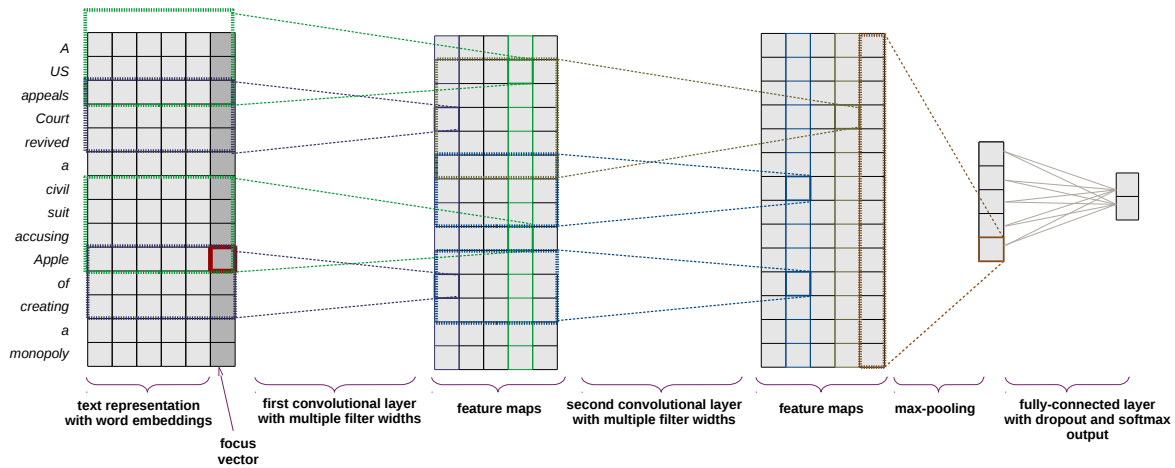 A
US
appeals
Court
revived
a
civil
suit
accusing
Apple
of
creating
a
monopoly
text representation
with word embeddings
focus
vector
first convolutional layer
with multiple filter widths
feature maps
second convolutional layer
with multiple filter widths
feature maps
max-pooling
fully-connected layer
with dropout and softmax
output